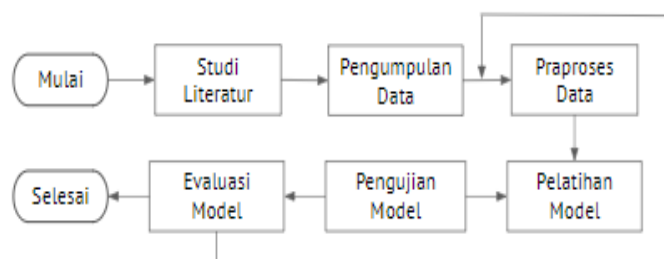 Mulai
Studi
Literatur
Pengumpulan
Data
Praproses
Data
Selesai
Evaluasi
Model
Pengujian
Model
Pelatihan
Model